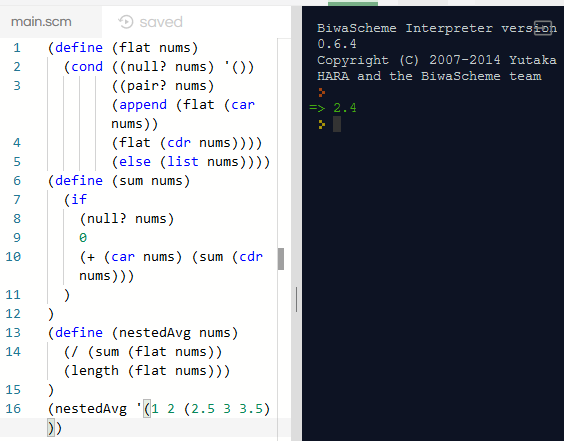 main.scm
saved
1 (define (flat nums)
2 (cond ((null? nums) '())
3 ((pair? nums)
(append (flat (car
nums))
4 (flat (cdr nums))))
5 (else (list nums))))
6 (define (sum nums)
7 (if
8 (null? nums)
9 0
10 (+ (car nums) (sum (cdr
nums)))
11 )
12 )
13 (define (nestedAvg nums)
14 (/ (sum (flat nums))
(length (flat nums)))
15 )
16 (nestedAvg '(1 2 (2.5 3 3.5)
))
BiwaScheme Interpreter version
0.6.4
Copyright (C) 2007-2014 Yutaka
HARA and the BiwaScheme team
=> 2.4